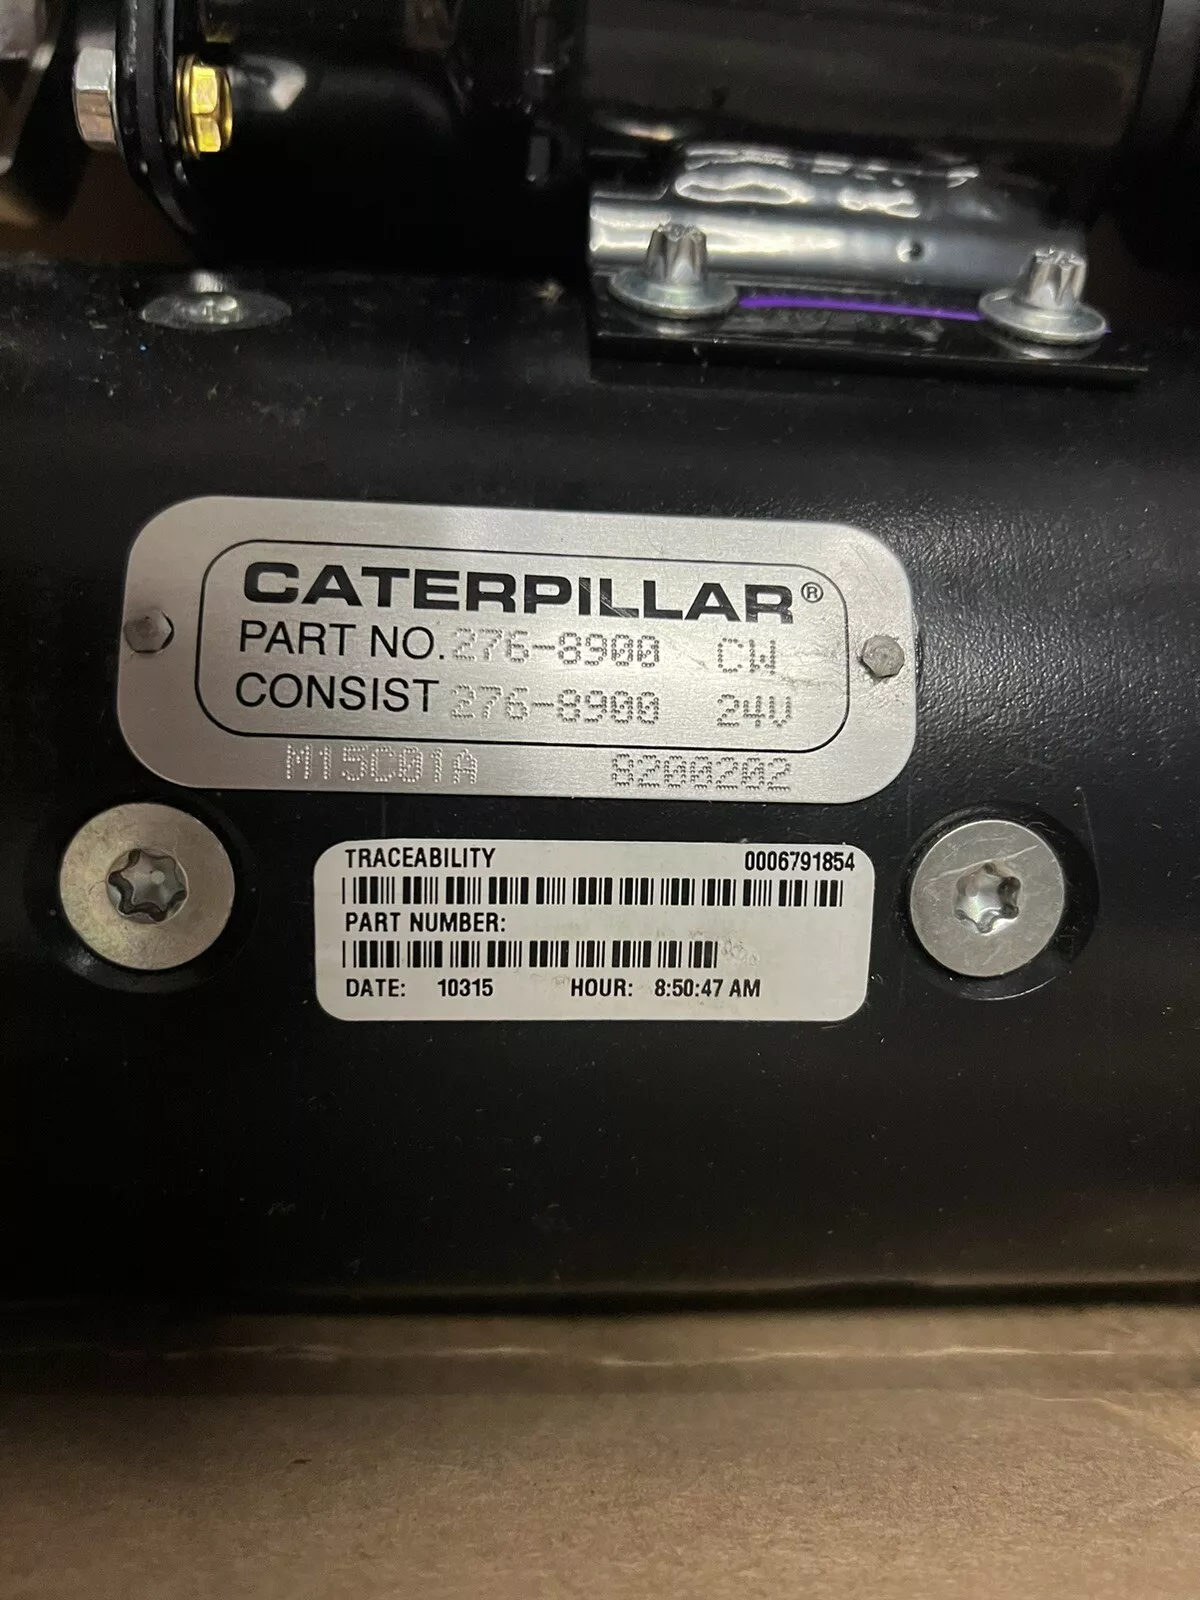 CATERPILLAR®
PART NO. 276-8900 CW
CONSIST 276-8900 24V
M15C01A 8200202
TRACEABILITY 0006791854
PART NUMBER:
DATE: 10315 HOUR: 8:50:47 AM